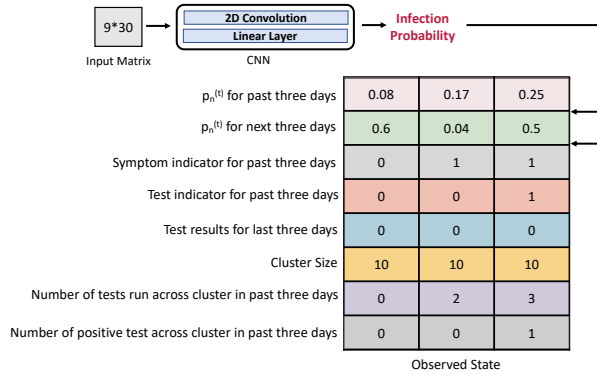 9*30
Input Matrix
2D Convolution
Linear Layer
CNN
Infection
Probability
pₙ⁽ᵗ⁾ for past three days 0.08 0.17 0.25
pₙ⁽ᵗ⁾ for next three days 0.6 0.04 0.5
Symptom indicator for past three days 0 1 1
Test indicator for past three days 0 0 1
Test results for last three days 0 0 0
Cluster Size 10 10 10
Number of tests run across cluster in past three days 0 2 3
Number of positive test across cluster in past three days 0 0 1
Observed State